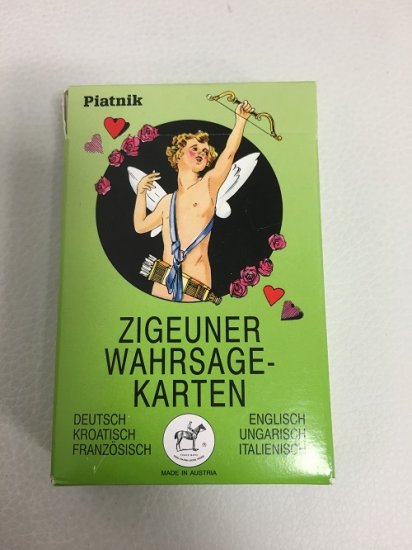 Piatnik
ZIGEUNER
WAHRSAGE-
KARTEN
DEUTSCH
KROATISCH
FRANZÖSISCH
ENGLISCH
UNGARISCH
ITALIENISCH
®
MADE IN AUSTRIA